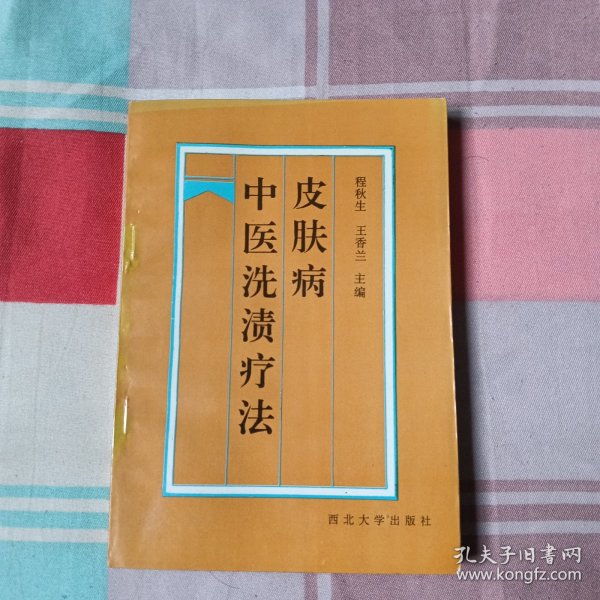 程秋生 王香兰 主编
皮肤病
中医洗渍疗法
西北大学出版社
孔夫子旧书网
www.kongfz.com